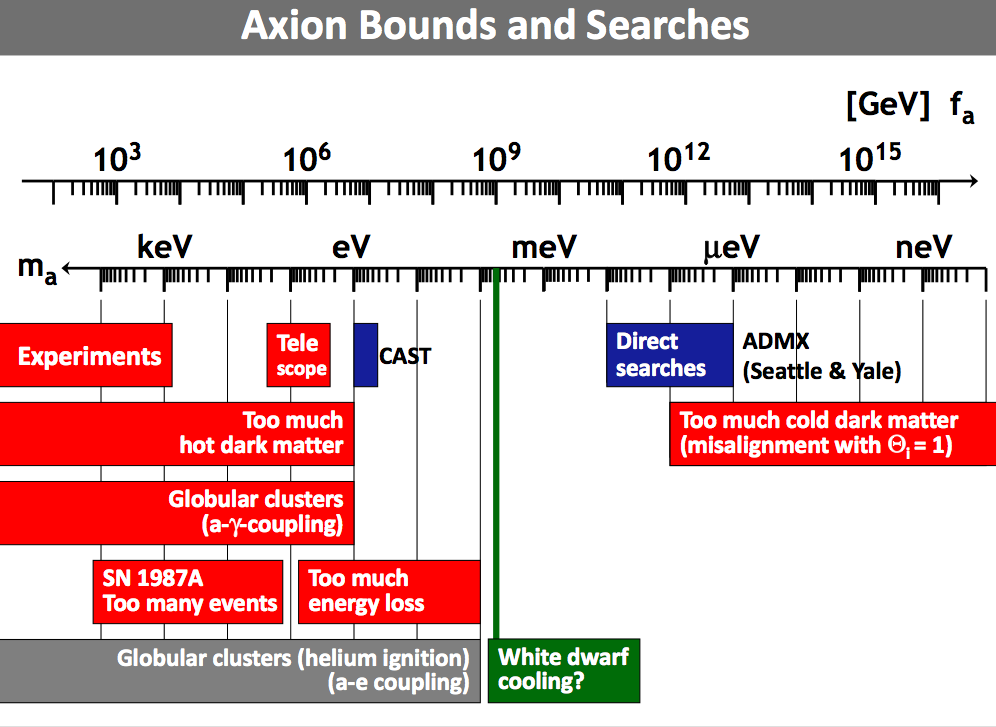 Axion Bounds and Searches
[GeV] fₐ
10³ 10⁶ 10⁹ 10¹² 10¹⁵
keV eV meV μeV neV
mₐ
Experiments
Tele
scope
CAST
Direct
searches
ADMX
(Seattle & Yale)
Too much
hot dark matter
Too much cold dark matter
(misalignment with Θᵢ = 1)
Globular clusters
(a-γ-coupling)
SN 1987A
Too many events
Too much
energy loss
Globular clusters (helium ignition)
(a-e coupling)
White dwarf
cooling?